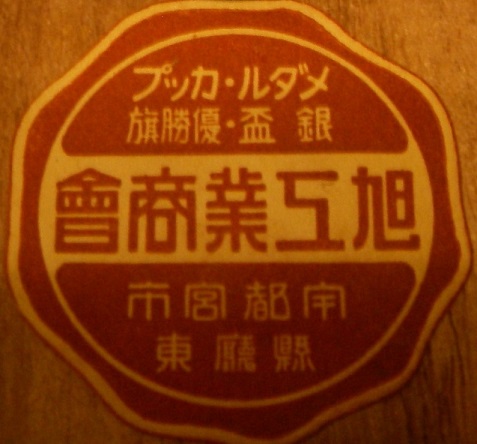 メダル・カップ
銀盃・優勝旗
旭工業商會
宇都宮市
縣廳東